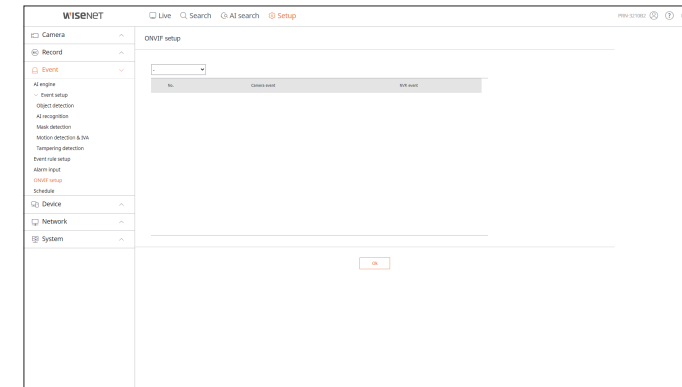 WISENET
Live Search AI search Setup
PRN-3210B2
Camera
Record
Event
AI engine
Event setup
Object detection
AI recognition
Mask detection
Motion detection & IVA
Tampering detection
Event rule setup
Alarm input
ONVIF setup
Schedule
Device
Network
System
ONVIF setup
No. Camera event NVR event
Ok